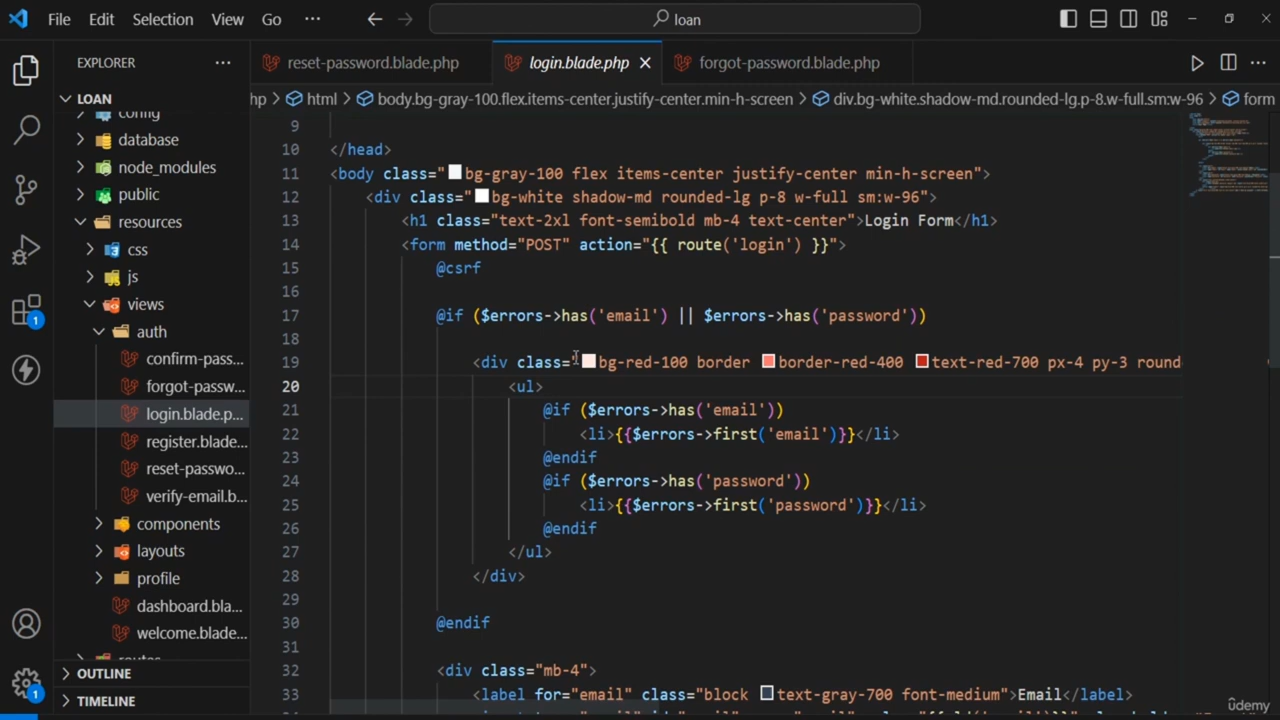 File Edit Selection View Go ··· loan
EXPLORER ···
reset-password.blade.php login.blade.php forgot-password.blade.php
LOAN
hp > html > body.bg-gray-100.flex.items-center.justify-center.min-h-screen > div.bg-white.shadow-md.rounded-lg.p-8.w-full.sm:w-96 > form
config
database
node_modules
public
resources
css
js
views
auth
confirm-pass...
forgot-passw...
login.blade.p...
register.blade...
reset-passwo...
verify-email.b...
components
layouts
profile
dashboard.bla...
welcome.blade...
routes
OUTLINE
TIMELINE
1
1
9
10 </head>
11 <body class="bg-gray-100 flex items-center justify-center min-h-screen">
12 <div class="bg-white shadow-md rounded-lg p-8 w-full sm:w-96">
13 <h1 class="text-2xl font-semibold mb-4 text-center">Login Form</h1>
14 <form method="POST" action="{{ route('login') }}">
15 @csrf
16
17 @if ($errors->has('email') || $errors->has('password'))
18
19 <div class="bg-red-100 border border-red-400 text-red-700 px-4 py-3 round
20 <ul>
21 @if ($errors->has('email'))
22 <li>{{$errors->first('email')}}</li>
23 @endif
24 @if ($errors->has('password'))
25 <li>{{$errors->first('password')}}</li>
26 @endif
27 </ul>
28 </div>
29
30 @endif
31
32 <div class="mb-4">
33 <label for="email" class="block text-gray-700 font-medium">Email</label>
ûdemy